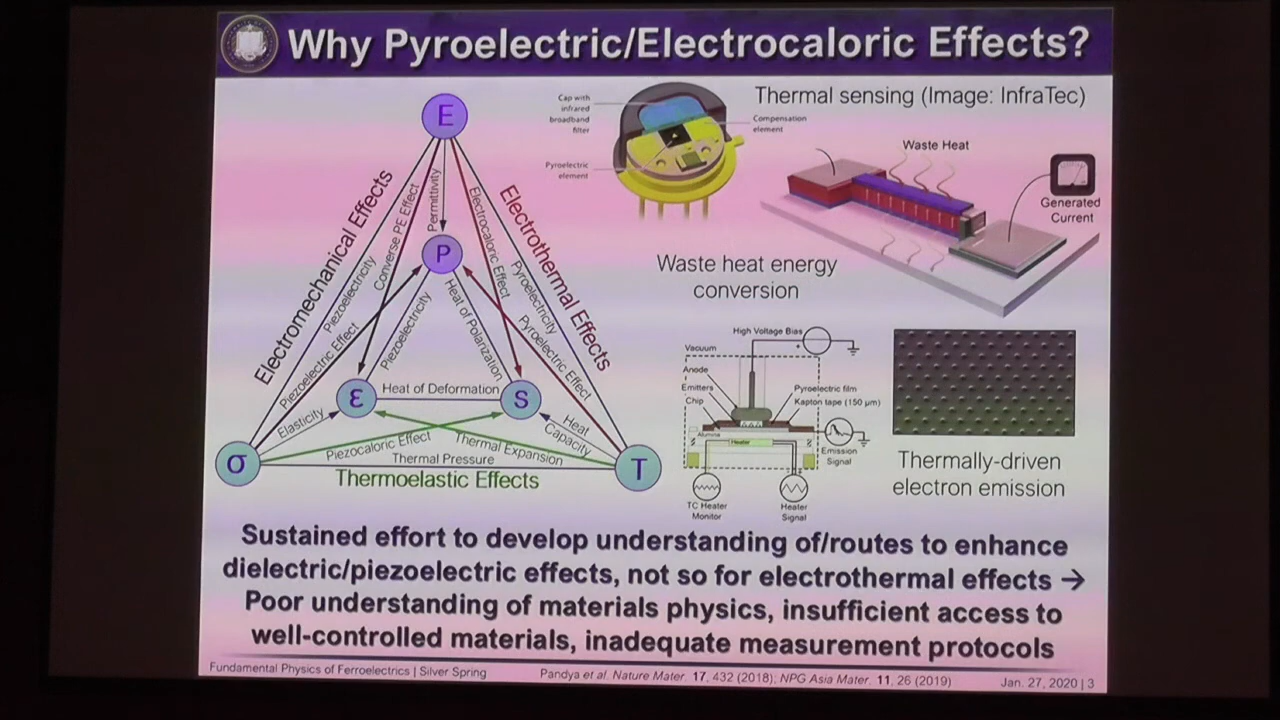 Why Pyroelectric/Electrocaloric Effects?
Cap with
infrared
broadband
filter
Compensation
element
Pyroelectric
element
Thermal sensing (Image: InfraTec)
Waste Heat
Generated
Current
Waste heat energy
conversion
E
P
ε
S
σ
T
Electromechanical Effects
Piezoelectricity
Converse PE Effect
Permittivity
Electrocaloric Effect
Pyroelectricity
Electrothermal Effects
Piezoelectric Effect
Piezoelectricity
Heat of Polarization
Pyroelectric Effect
Heat of Deformation
Elasticity
Piezocaloric Effect
Thermal Expansion
Heat
Capacity
Thermal Pressure
Thermoelastic Effects
High Voltage Bias
Vacuum
Anode
Emitters
Chip
Pyroelectric film
Kapton tape (150 μm)
Alumina
Heater
Emission
Signal
TC Heater
Monitor
Heater
Signal
Thermally-driven
electron emission
Sustained effort to develop understanding of/routes to enhance
dielectric/piezoelectric effects, not so for electrothermal effects →
Poor understanding of materials physics, insufficient access to
well-controlled materials, inadequate measurement protocols
Fundamental Physics of Ferroelectrics | Silver Spring
Pandya et al. Nature Mater. 17, 432 (2018); NPG Asia Mater. 11, 26 (2019)
Jan. 27, 2020 | 3